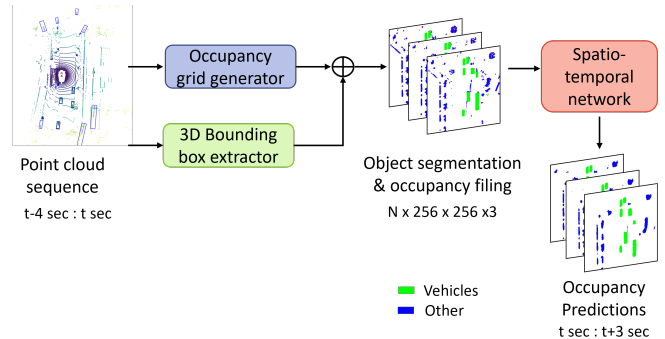 Occupancy
grid generator
3D Bounding
box extractor
Spatio-
temporal
network
Point cloud
sequence
t-4 sec : t sec
Object segmentation
& occupancy filing
N x 256 x 256 x3
Vehicles
Other
Occupancy
Predictions
t sec : t+3 sec